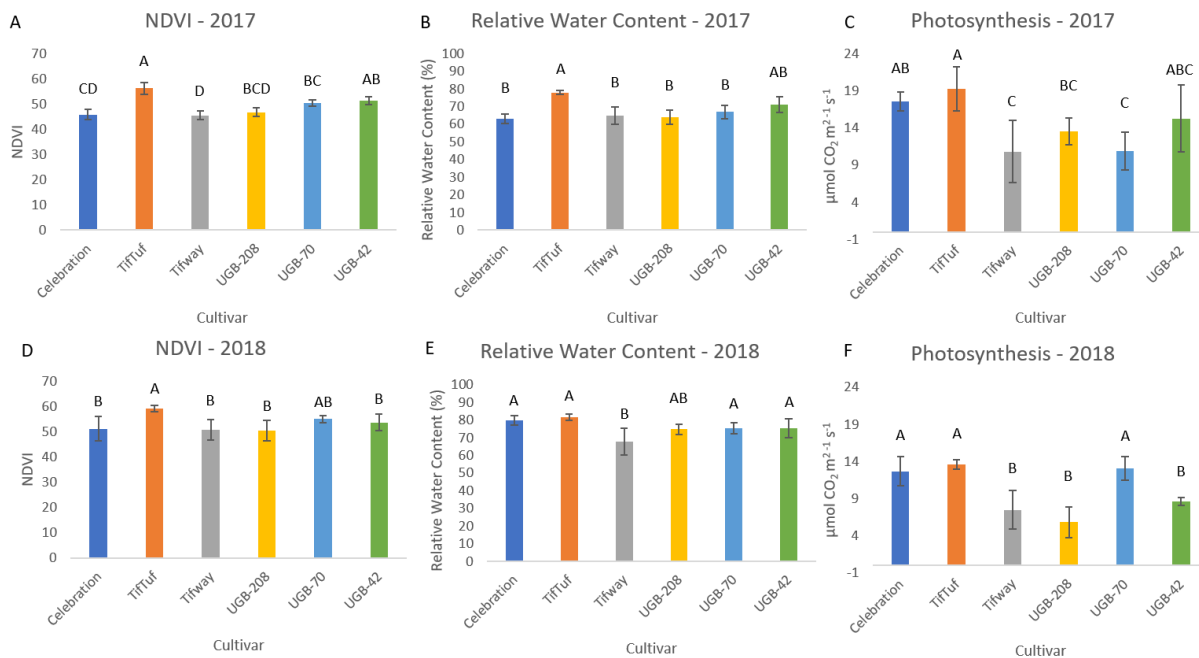 A
NDVI - 2017
70
60
50
40
30
20
10
0
NDVI
CD
A
D
BCD
BC
AB
Celebration
TifTuf
Tifway
UGB-208
UGB-70
UGB-42
Cultivar
B
Relative Water Content - 2017
100
90
80
70
60
50
40
30
20
10
0
Relative Water Content (%)
B
A
B
B
B
AB
Celebration
TifTuf
Tifway
UGB-208
UGB-70
UGB-42
Cultivar
C
Photosynthesis - 2017
24
19
14
9
4
-1
µmol CO₂ m²⁻¹ s⁻¹
AB
A
C
BC
C
ABC
Celebration
TifTuf
Tifway
UGB-208
UGB-70
UGB-42
Cultivar
D
NDVI - 2018
70
60
50
40
30
20
10
0
NDVI
B
A
B
B
AB
B
Celebration
TifTuf
Tifway
UGB-208
UGB-70
UGB-42
Cultivar
E
Relative Water Content - 2018
100
90
80
70
60
50
40
30
20
10
0
Relative Water Content (%)
A
A
B
AB
A
A
Celebration
TifTuf
Tifway
UGB-208
UGB-70
UGB-42
Cultivar
F
Photosynthesis - 2018
24
19
14
9
4
-1
µmol CO₂ m²⁻¹ s⁻¹
A
A
B
B
A
B
Celebration
TifTuf
Tifway
UGB-208
UGB-70
UGB-42
Cultivar